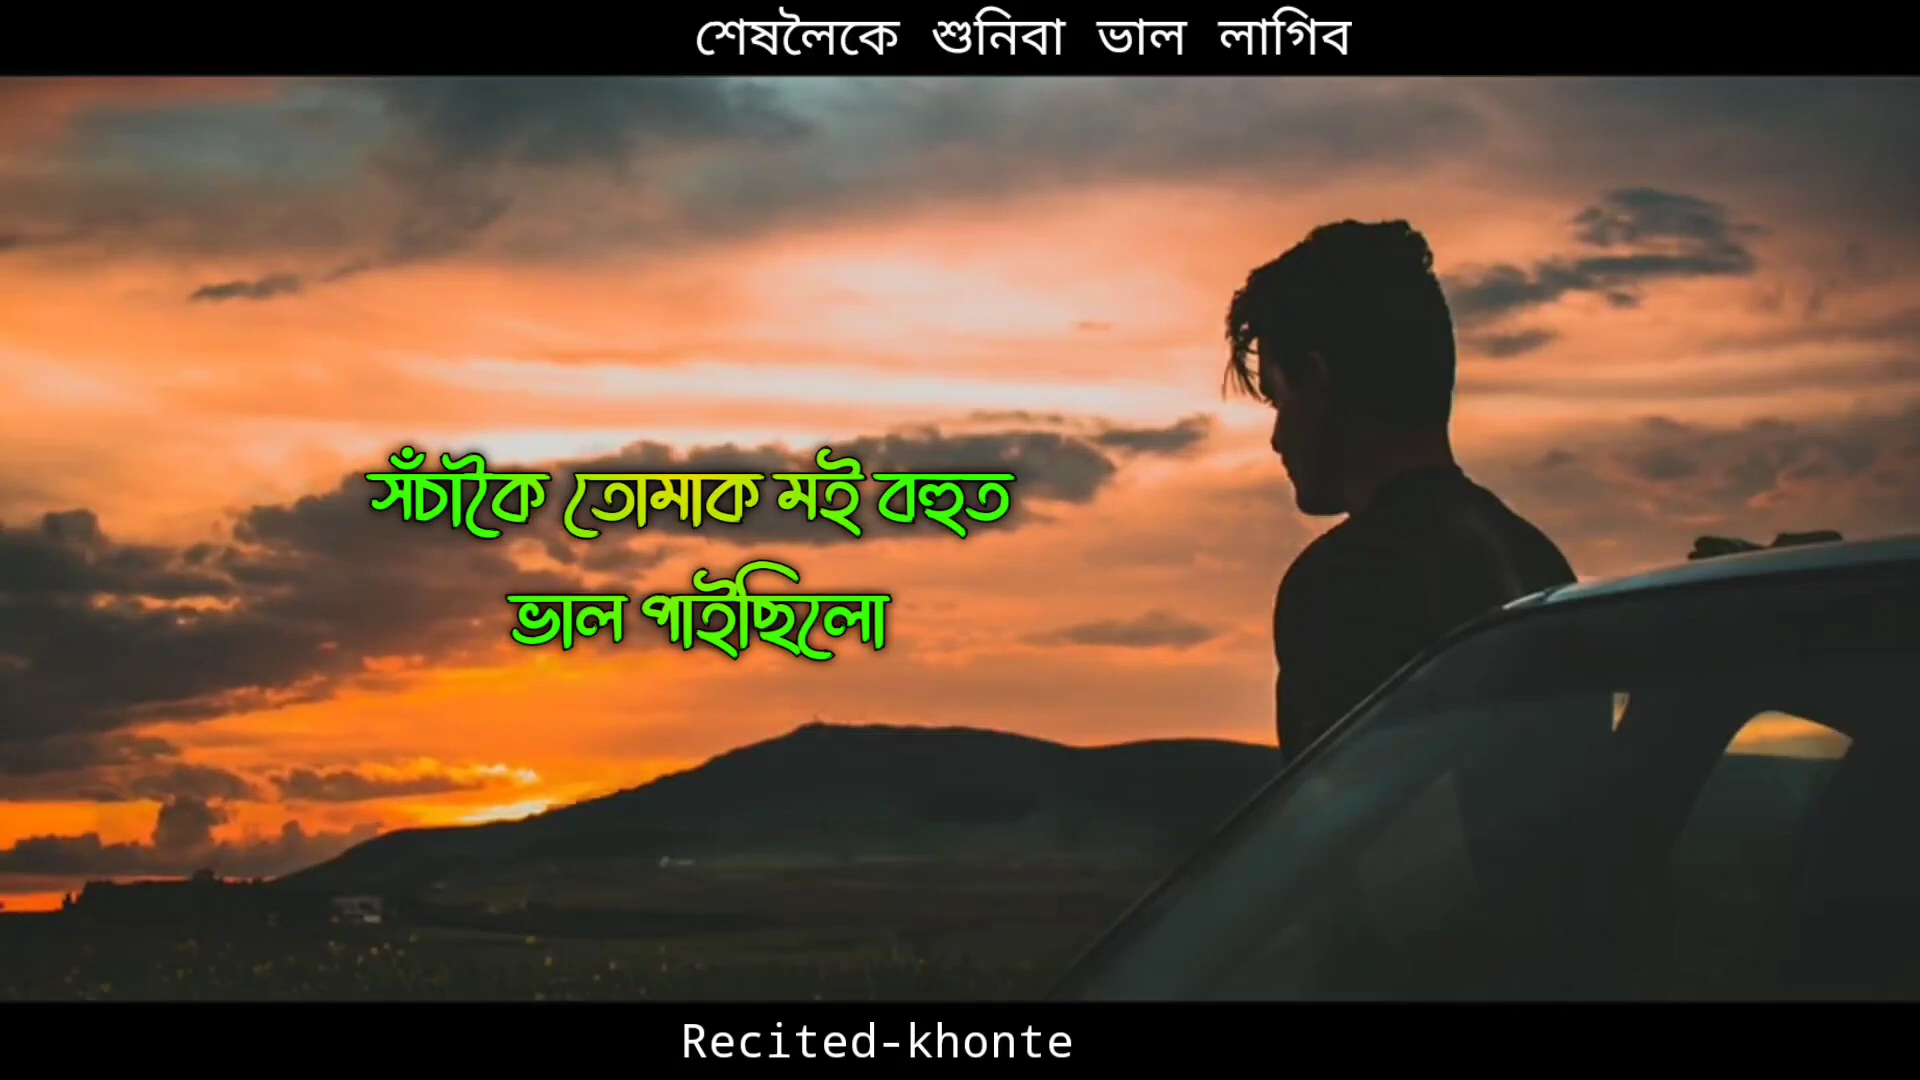 শেষলৈকে শুনিবা ভাল লাগিব
সঁচাকৈ তোমাক মই বহুত
ভাল পাইছিলো
Recited-khonte